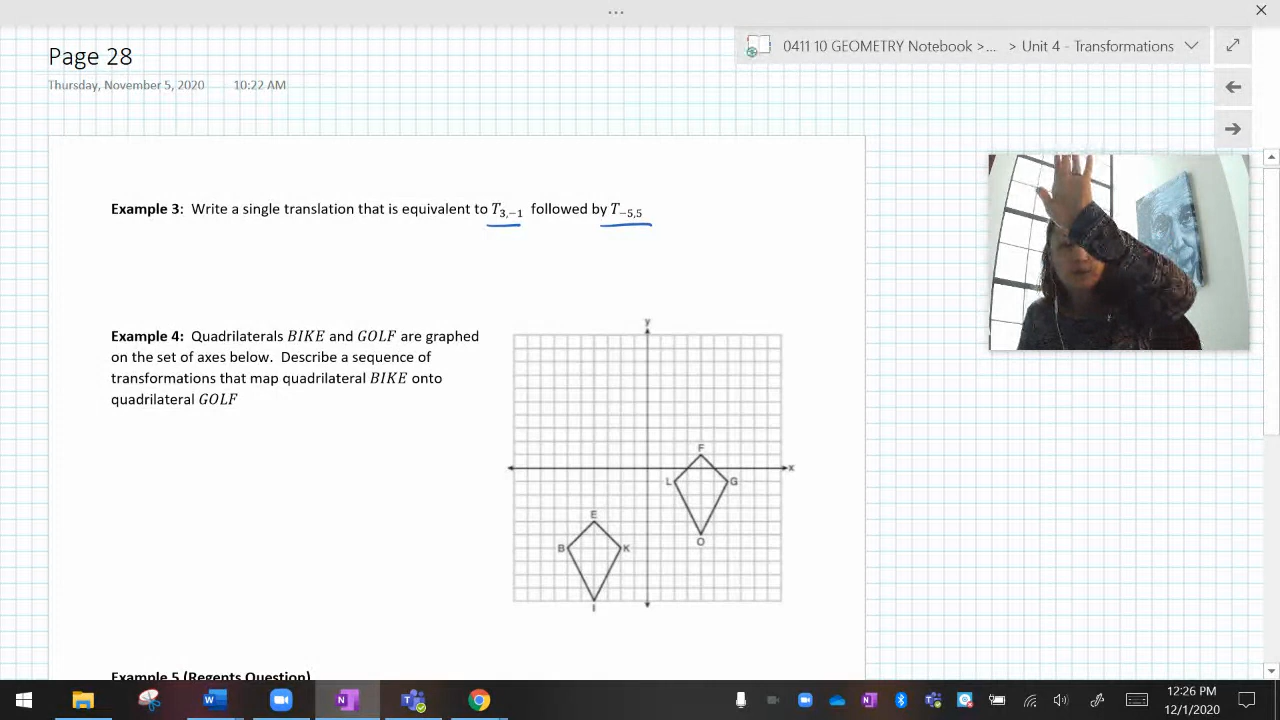 0411 10 GEOMETRY Notebook >... > Unit 4 - Transformations
Page 28
Thursday, November 5, 2020 10:22 AM
Example 3: Write a single translation that is equivalent to T₃,₋₁ followed by T₋₅,₅
Example 4: Quadrilaterals BIKE and GOLF are graphed
on the set of axes below. Describe a sequence of
transformations that map quadrilateral BIKE onto
quadrilateral GOLF
y
F
x
L G
E
O
B K
I
Example 5 (Regents Question)
12:26 PM
12/1/2020